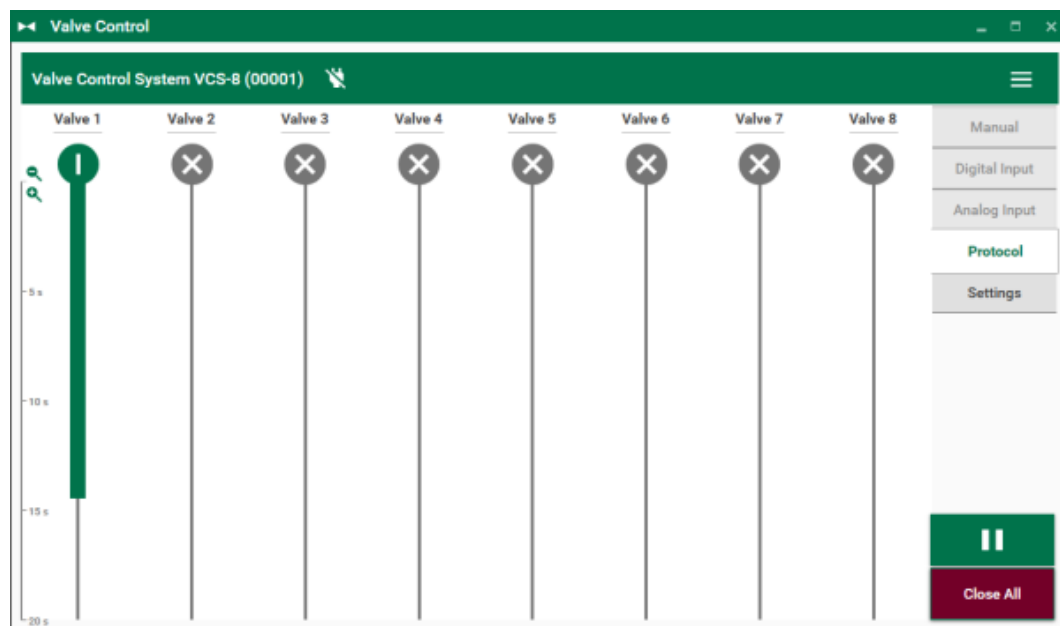 Valve Control
Valve Control System VCS-8 (00001)
Valve 1 Valve 2 Valve 3 Valve 4 Valve 5 Valve 6 Valve 7 Valve 8
Manual
Digital Input
Analog Input
Protocol
Settings
5 s
10 s
15 s
20 s
Close All